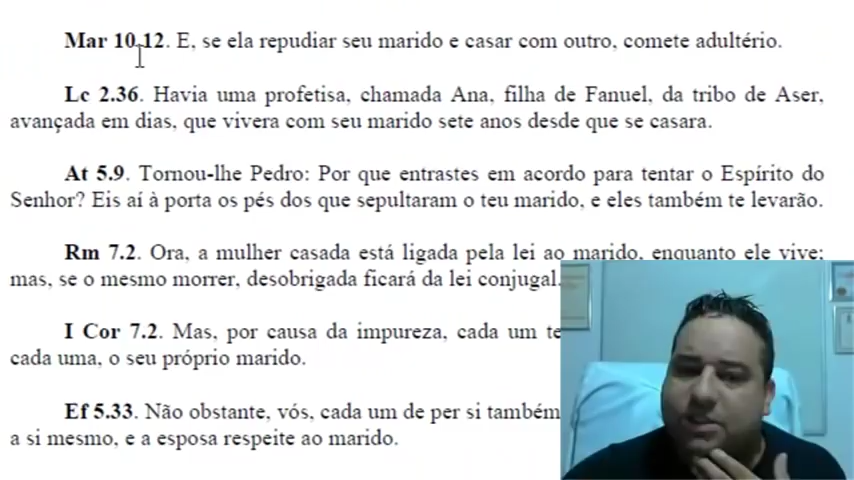 Mar 10.12. E, se ela repudiar seu marido e casar com outro, comete adultério.
Lc 2.36. Havia uma profetisa, chamada Ana, filha de Fanuel, da tribo de Aser,
avançada em dias, que vivera com seu marido sete anos desde que se casara.
At 5.9. Tornou-lhe Pedro: Por que entrastes em acordo para tentar o Espírito do
Senhor? Eis aí à porta os pés dos que sepultaram o teu marido, e eles também te levarão.
Rm 7.2. Ora, a mulher casada está ligada pela lei ao marido, enquanto ele vive;
mas, se o mesmo morrer, desobrigada ficará da lei conjugal.
I Cor 7.2. Mas, por causa da impureza, cada um te
cada uma, o seu próprio marido.
Ef 5.33. Não obstante, vós, cada um de per si também
a si mesmo, e a esposa respeite ao marido.